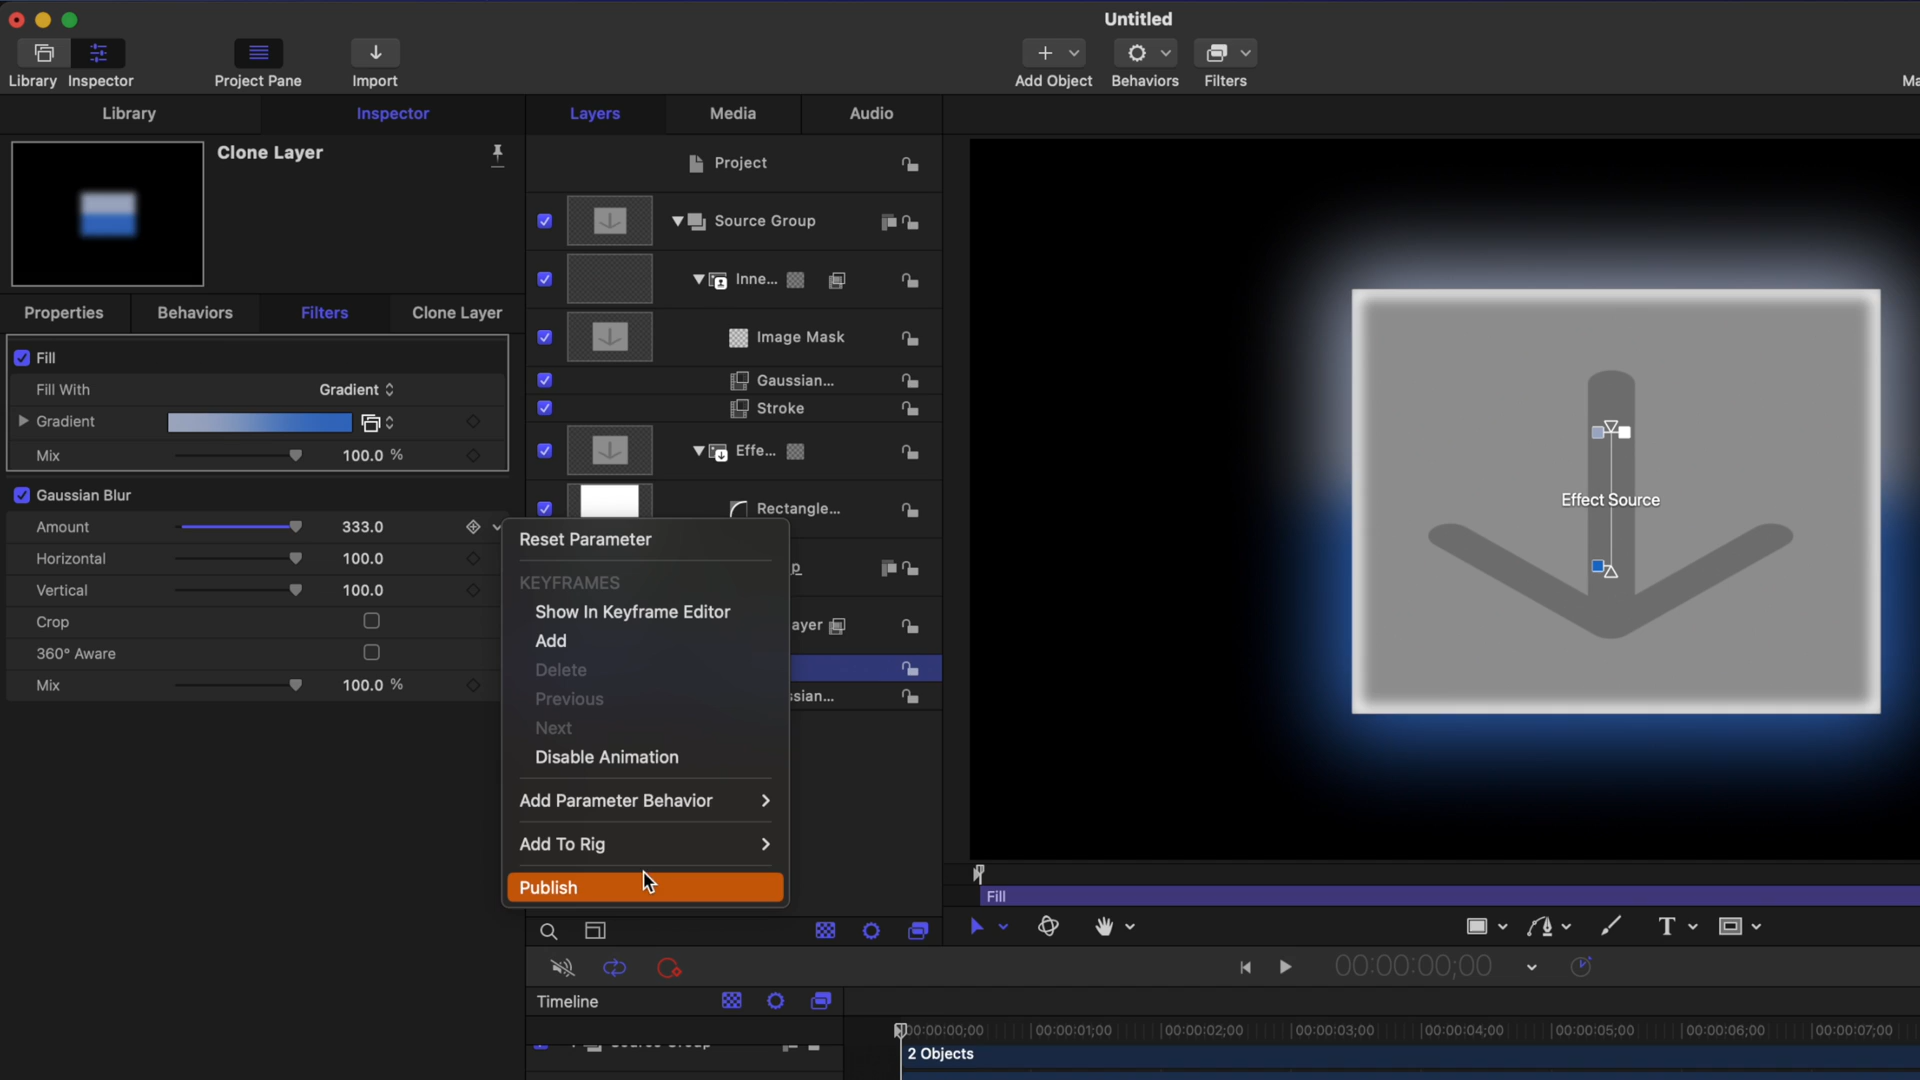 Untitled
Library Inspector
Project Pane
Import
Add Object
Behaviors
Filters
Library
Inspector
Layers
Media
Audio
Clone Layer
Project
Source Group
Inne...
Image Mask
Gaussian...
Stroke
Effe...
Rectangle...
Properties
Behaviors
Filters
Clone Layer
Fill
Fill With Gradient
Gradient
Mix 100.0 %
Gaussian Blur
Amount 333.0
Horizontal 100.0
Vertical 100.0
Crop
360° Aware
Mix 100.0 %
Reset Parameter
KEYFRAMES
Show In Keyframe Editor
Add
Delete
Previous
Next
Disable Animation
Add Parameter Behavior
Add To Rig
Publish
p
ayer
ssian...
Effect Source
Fill
T
00:00:00;00
Timeline
00:00:00;00 00:00:01;00 00:00:02;00 00:00:03;00 00:00:04;00 00:00:05;00 00:00:06;00 00:00:07;00
2 Objects